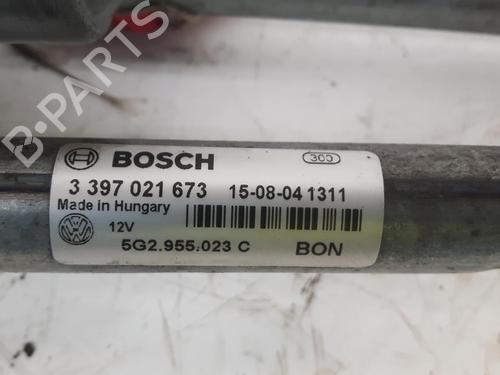 BOSCH 300
3 397 021 673 15-08-04 1311
Made in Hungary
12V
5G2.955.023 C BON
B-PARTS